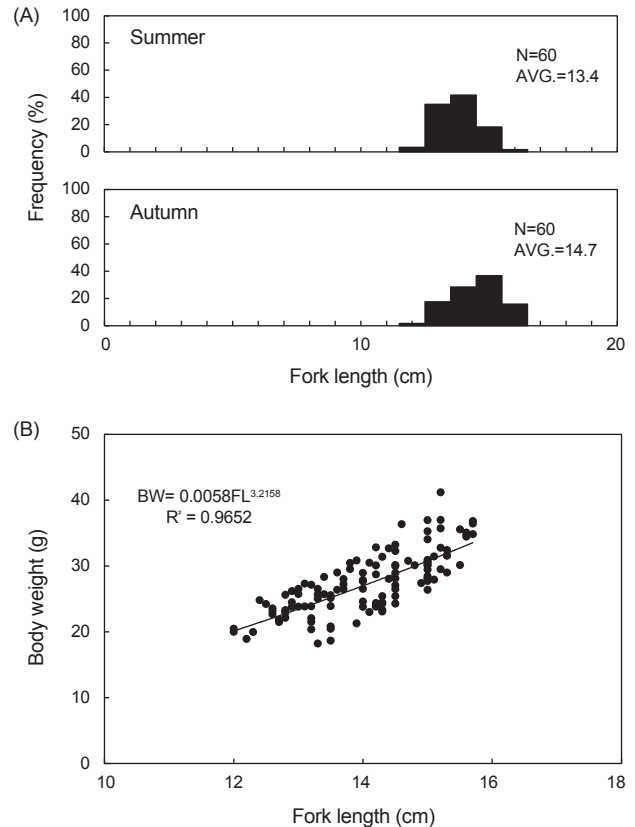 (A)
100
80
60
40
20
0
Summer
N=60
AVG.=13.4
Frequency (%)
100
80
60
40
20
0
Autumn
N=60
AVG.=14.7
0 10 20
Fork length (cm)
(B)
50
40
30
20
10
0
BW= 0.0058FL^3.2158
R² = 0.9652
Body weight (g)
10 12 14 16 18
Fork length (cm)